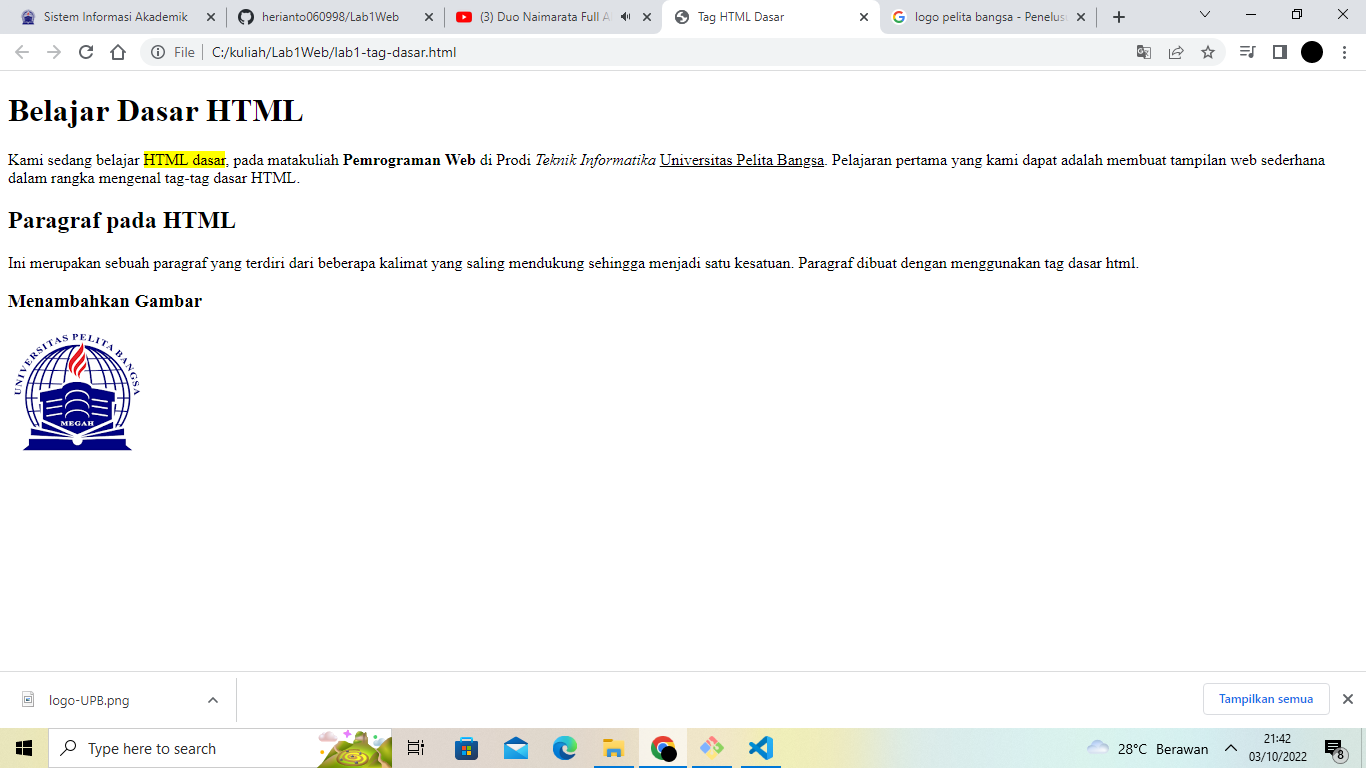 Sistem Informasi Akademik
herianto060998/Lab1Web
(3) Duo Naimarata Full A
Tag HTML Dasar
logo pelita bangsa - Penelus
File
C:/kuliah/Lab1Web/lab1-tag-dasar.html
Belajar Dasar HTML
Kami sedang belajar HTML dasar, pada matakuliah Pemrograman Web di Prodi Teknik Informatika Universitas Pelita Bangsa. Pelajaran pertama yang kami dapat adalah membuat tampilan web sederhana
dalam rangka mengenal tag-tag dasar HTML.
Paragraf pada HTML
Ini merupakan sebuah paragraf yang terdiri dari beberapa kalimat yang saling mendukung sehingga menjadi satu kesatuan. Paragraf dibuat dengan menggunakan tag dasar html.
Menambahkan Gambar
UNIVERSITAS PELITA BANGSA
MEGAH
logo-UPB.png
Tampilkan semua
Type here to search
28°C Berawan
21:42
03/10/2022
8